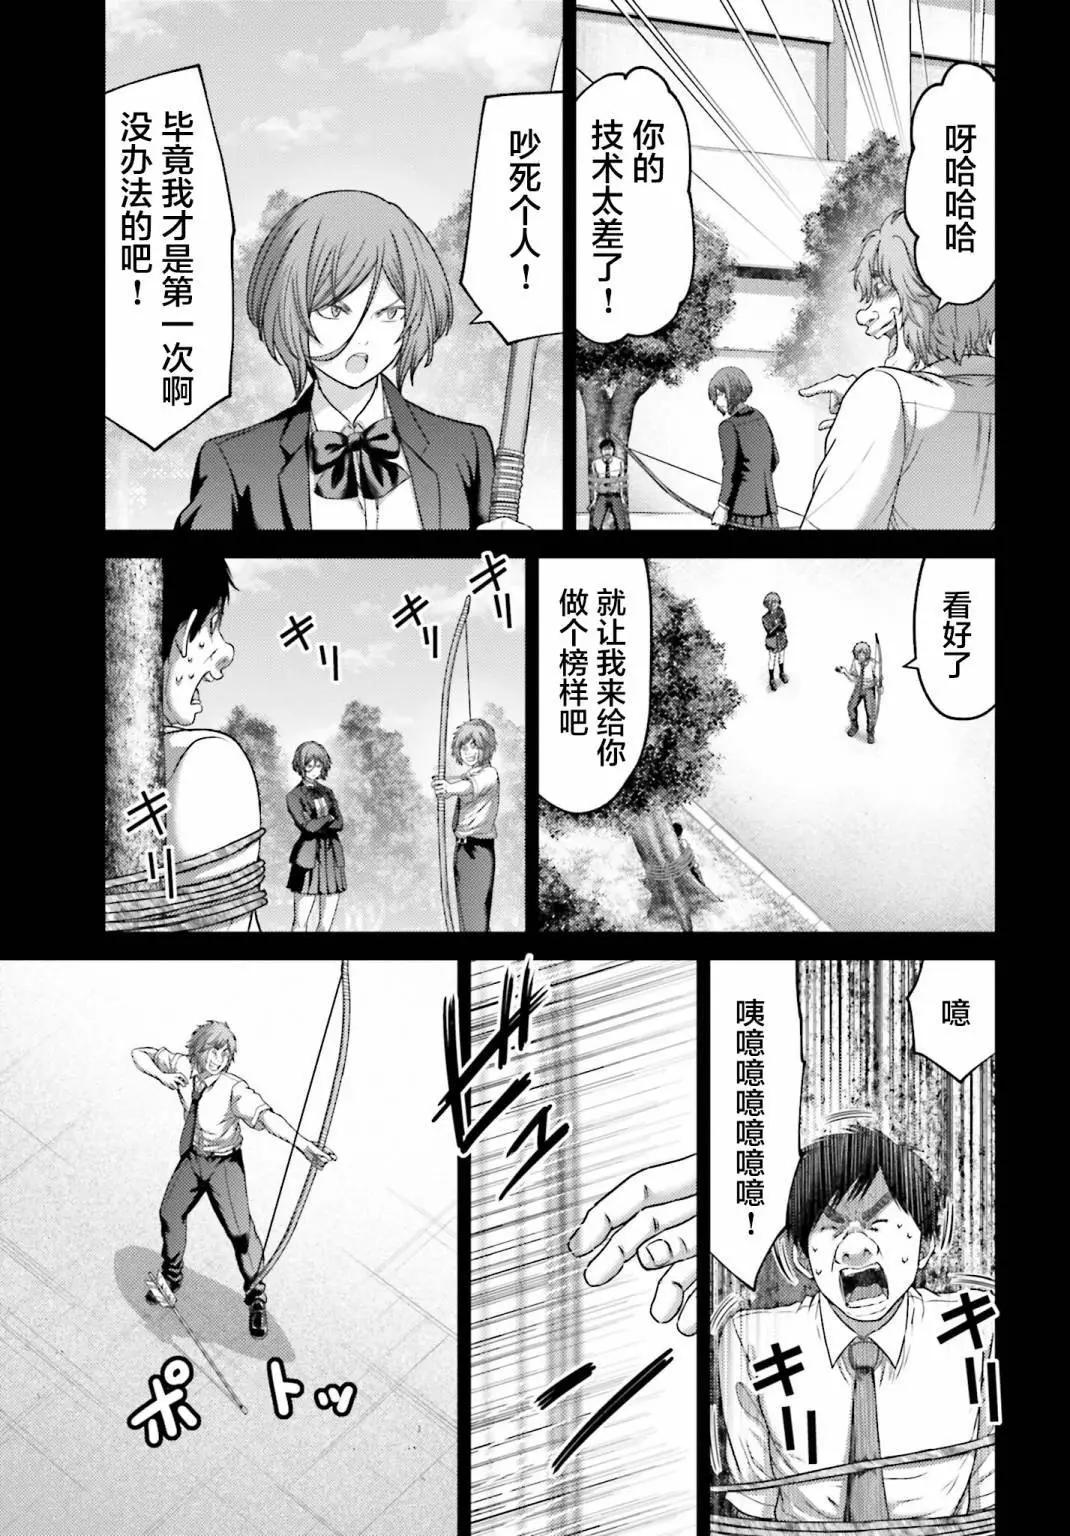 呀哈哈哈
你的
技术太差了！
吵死个人！
毕竟我才是第一次啊
没办法的吧！
看好了
就让我来给你
做个榜样吧
キリ
キリ
キリ
噫
咦噫噫噫噫噫噫！
キリ
キリ
ビュン
ポトッ